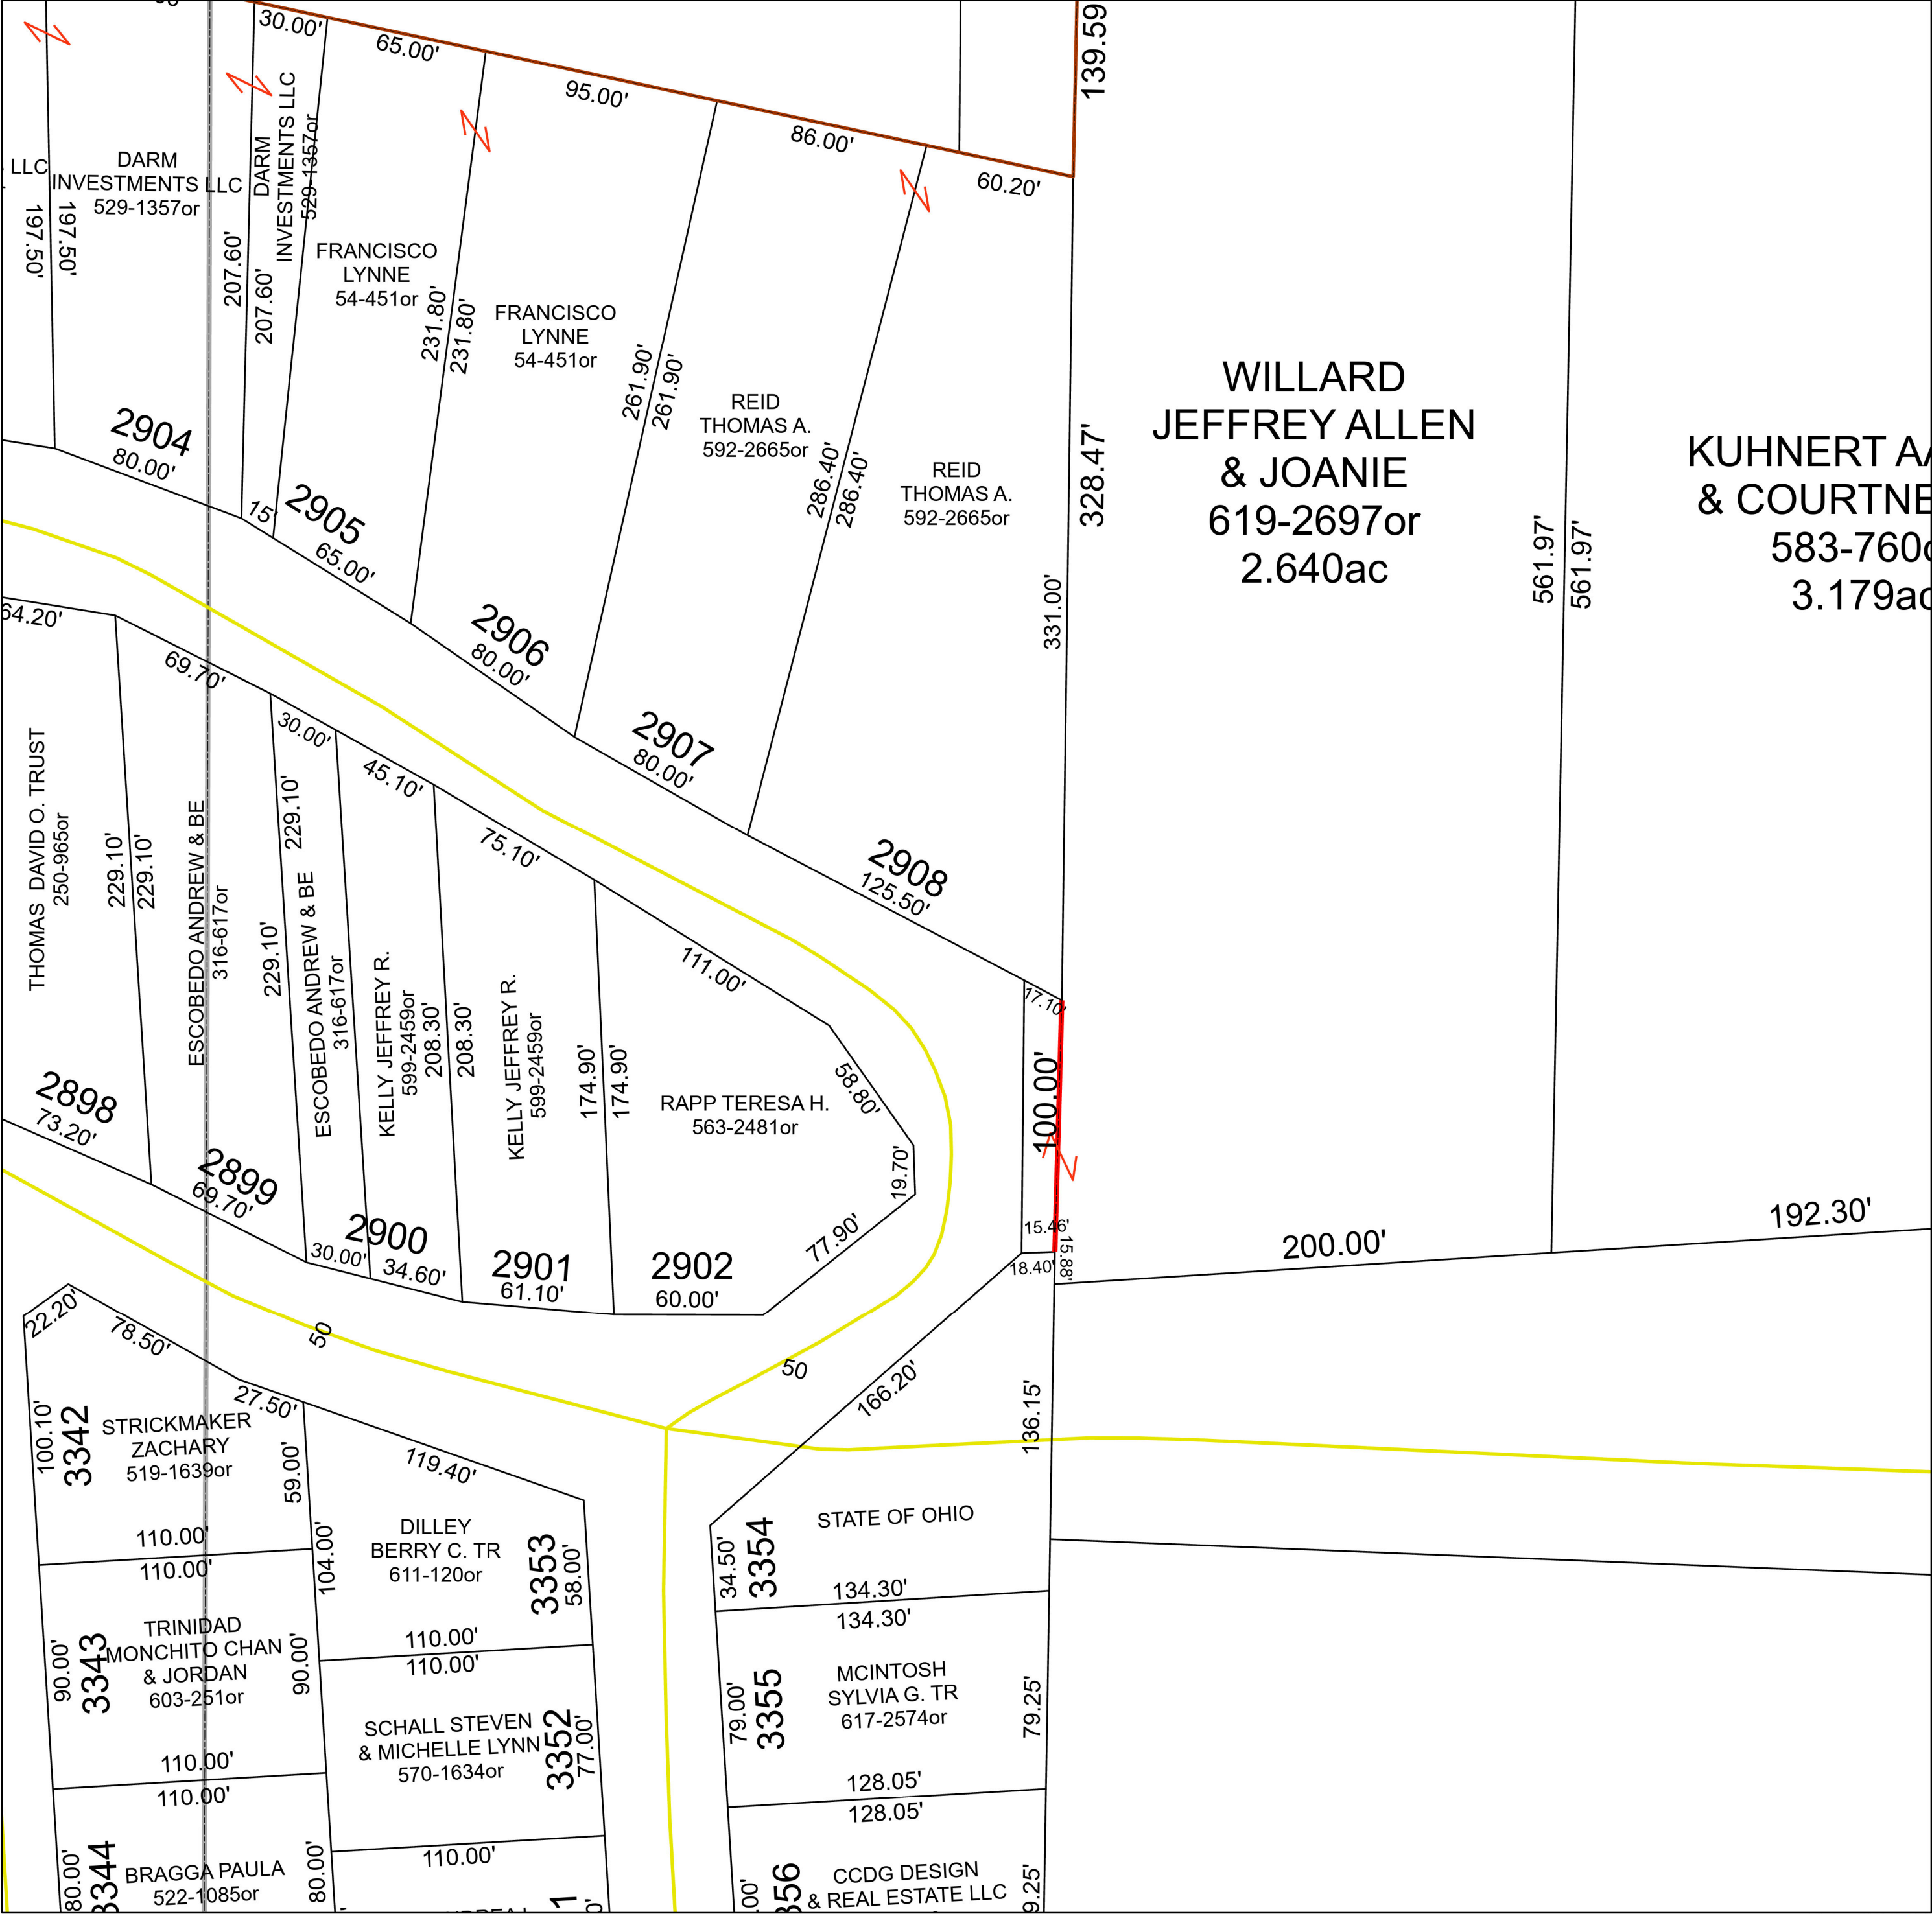 30.00'
65.00'
95.00'
86.00'
60.20'
139.59
LLC
197.50'
197.50'
DARM
INVESTMENTS LLC
529-1357or
207.60'
207.60'
DARM
INVESTMENTS LLC
529-1357or
FRANCISCO
LYNNE
54-451or
231.80'
231.80'
FRANCISCO
LYNNE
54-451or
261.90'
261.90'
REID
THOMAS A.
592-2665or
286.40'
286.40'
REID
THOMAS A.
592-2665or
331.00'
328.47'
WILLARD
JEFFREY ALLEN
& JOANIE
619-2697or
2.640ac
561.97'
561.97'
KUHNERT
& COURTNE
583-760
3.179ac
2904
80.00'
15'
2905
65.00'
2906
80.00'
2907
80.00'
2908
125.50'
64.20'
69.70'
30.00'
45.10'
75.10'
111.00'
58.80'
19.70'
77.90'
THOMAS DAVID O. TRUST
250-965or
229.10'
229.10'
ESCOBEDO ANDREW & BE
316-617or
229.10'
229.10'
ESCOBEDO ANDREW & BE
316-617or
KELLY JEFFREY R.
599-2459or
208.30'
208.30'
KELLY JEFFREY R.
599-2459or
174.90'
174.90'
RAPP TERESA H.
563-2481or
2898
73.20'
2899
69.70'
2900
30.00'
34.60'
2901
61.10'
2902
60.00'
17.10'
100.00'
15.46'
15.88'
18.40'
200.00'
192.30'
50
50
166.20'
136.15'
22.20'
78.50'
27.50'
119.40'
100.10'
3342
STRICKMAKER
ZACHARY
519-1639or
59.00'
110.00'
110.00'
104.00'
DILLEY
BERRY C. TR
611-120or
3353
58.00'
110.00'
110.00'
34.50'
3354
STATE OF OHIO
134.30'
134.30'
90.00'
3343
TRINIDAD
MONCHITO CHAN
& JORDAN
603-251or
90.00'
110.00'
110.00'
SCHALL STEVEN
& MICHELLE LYNN
570-1634or
3352
77.00'
110.00'
79.00'
3355
MCINTOSH
SYLVIA G. TR
617-2574or
79.25'
128.05'
128.05'
80.00'
3344
BRAGGA PAULA
522-1085or
80.00'
1
.00'
356
CCDG DESIGN
& REAL ESTATE LLC
9.25'